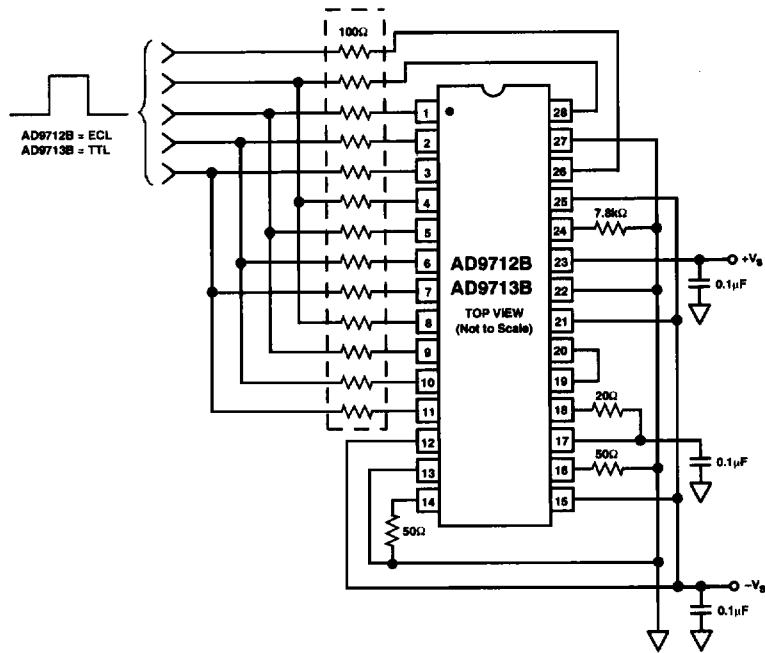 100Ω
AD9712B = ECL
AD9713B = TTL
1
2
3
4
5
6
7
8
9
10
11
12
13
14
28
27
26
25
24
23
22
21
20
19
18
17
16
15
AD9712B
AD9713B
TOP VIEW
(Not to Scale)
7.8kΩ
+Vs
0.1μF
20Ω
0.1μF
50Ω
50Ω
–Vs
0.1μF